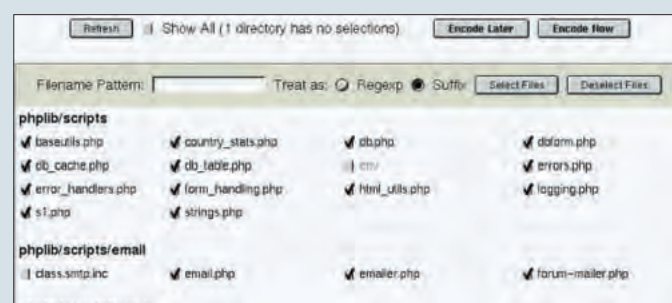 Refresh Show All (1 directory has no selections) Encode Later Encode Now
Filename Pattern: Treat as: Regexp Suffix Select Files Deselect Files
phplib/scripts
baseutils.php country_stats.php db.php dbform.php
db_cache.php db_table.php env errors.php
error_handlers.php form_handling.php html_utils.php logging.php
s1.php strings.php
phplib/scripts/email
class.smtp.inc email.php emailer.php forum-mailer.php